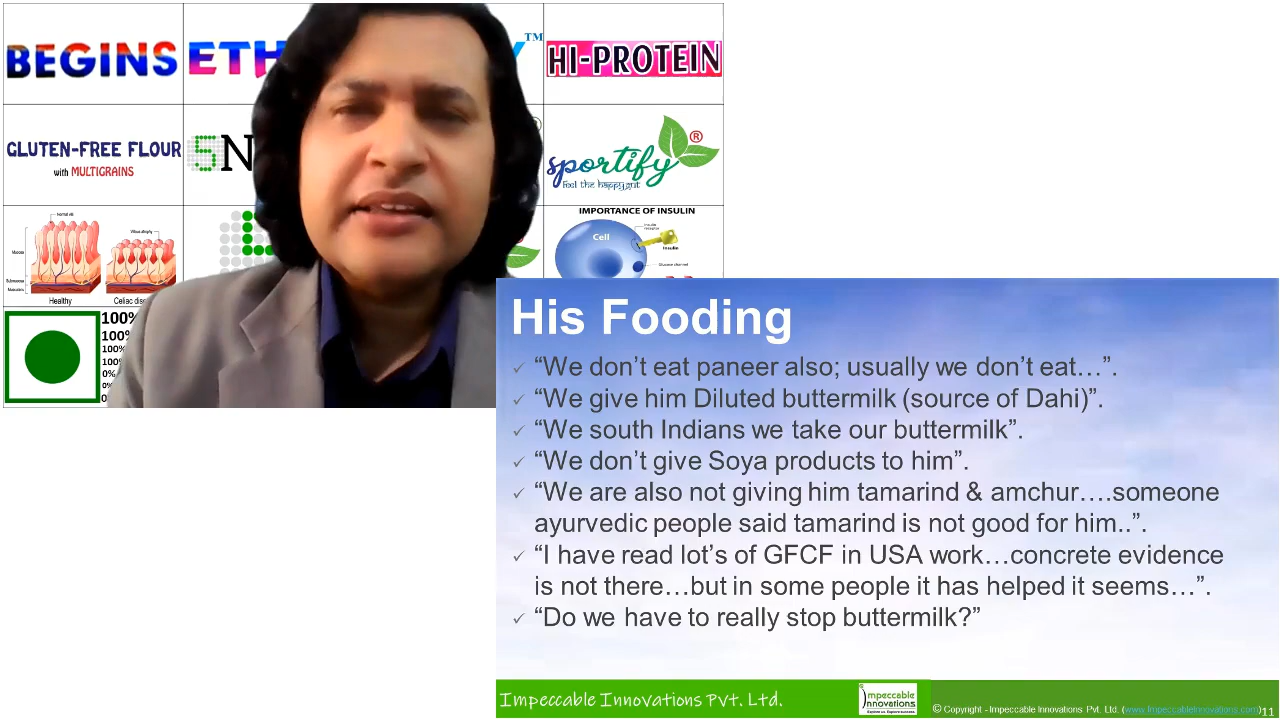 BEGINS
HI-PROTEIN
GLUTEN-FREE FLOUR
with MULTIGRAINS
sportify®
Feel the happy gut
IMPORTANCE OF INSULIN
Cell
Insulin
Healthy
100%
His Fooding
“We don’t eat paneer also; usually we don’t eat…”.
“We give him Diluted buttermilk (source of Dahi)”.
“We south Indians we take our buttermilk”.
“We don’t give Soya products to him”.
“We are also not giving him tamarind & amchur….someone
ayurvedic people said tamarind is not good for him..”.
“I have read lot’s of GFCF in USA work…concrete evidence
is not there…but in some people it has helped it seems…”.
“Do we have to really stop buttermilk?”
Impeccable Innovations Pvt. Ltd.
Impeccable
Innovations
© Copyright - Impeccable Innovations Pvt. Ltd. (www.impeccableinnovations.com) 11